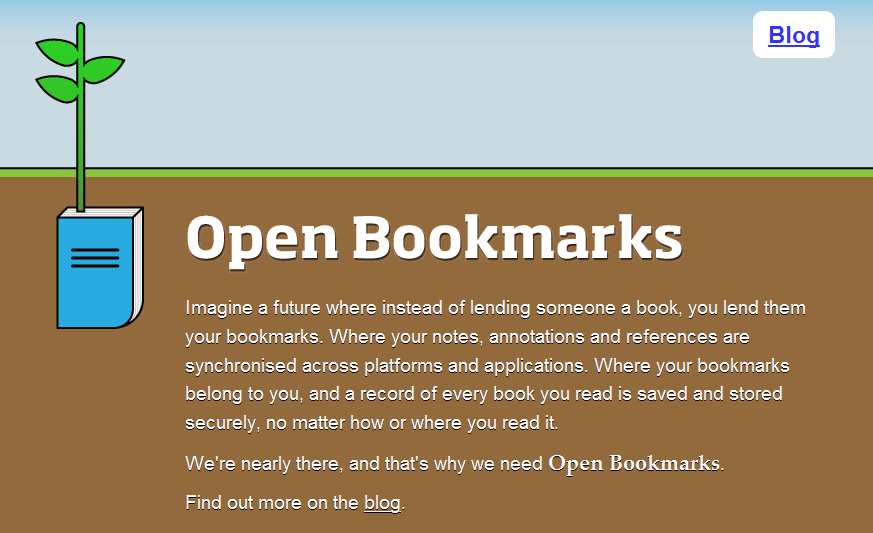 Blog
Open Bookmarks
Imagine a future where instead of lending someone a book, you lend them
your bookmarks. Where your notes, annotations and references are
synchronised across platforms and applications. Where your bookmarks
belong to you, and a record of every book you read is saved and stored
securely, no matter how or where you read it.
We're nearly there, and that's why we need Open Bookmarks.
Find out more on the blog.